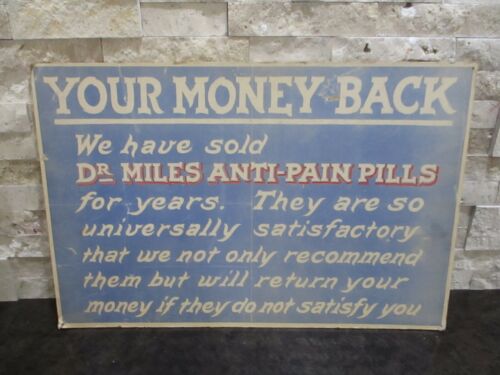 YOUR MONEY BACK
We have sold
DR MILES ANTI-PAIN PILLS
for years. They are so
universally satisfactory
that we not only recommend
them but will return your
money if they do not satisfy you